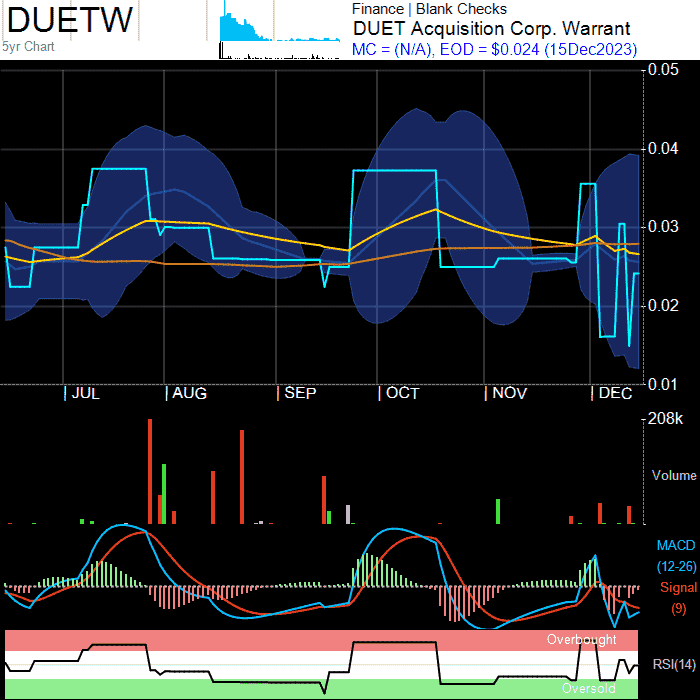 DUETW
5yr Chart
Finance | Blank Checks
DUET Acquisition Corp. Warrant
MC = (N/A), EOD = $0.024 (15Dec2023)
0.05
0.04
0.03
0.02
0.01
| JUL | AUG | SEP | OCT | NOV | DEC
208k
Volume
MACD
(12-26)
Signal
(9)
Overbought
RSI(14)
Oversold